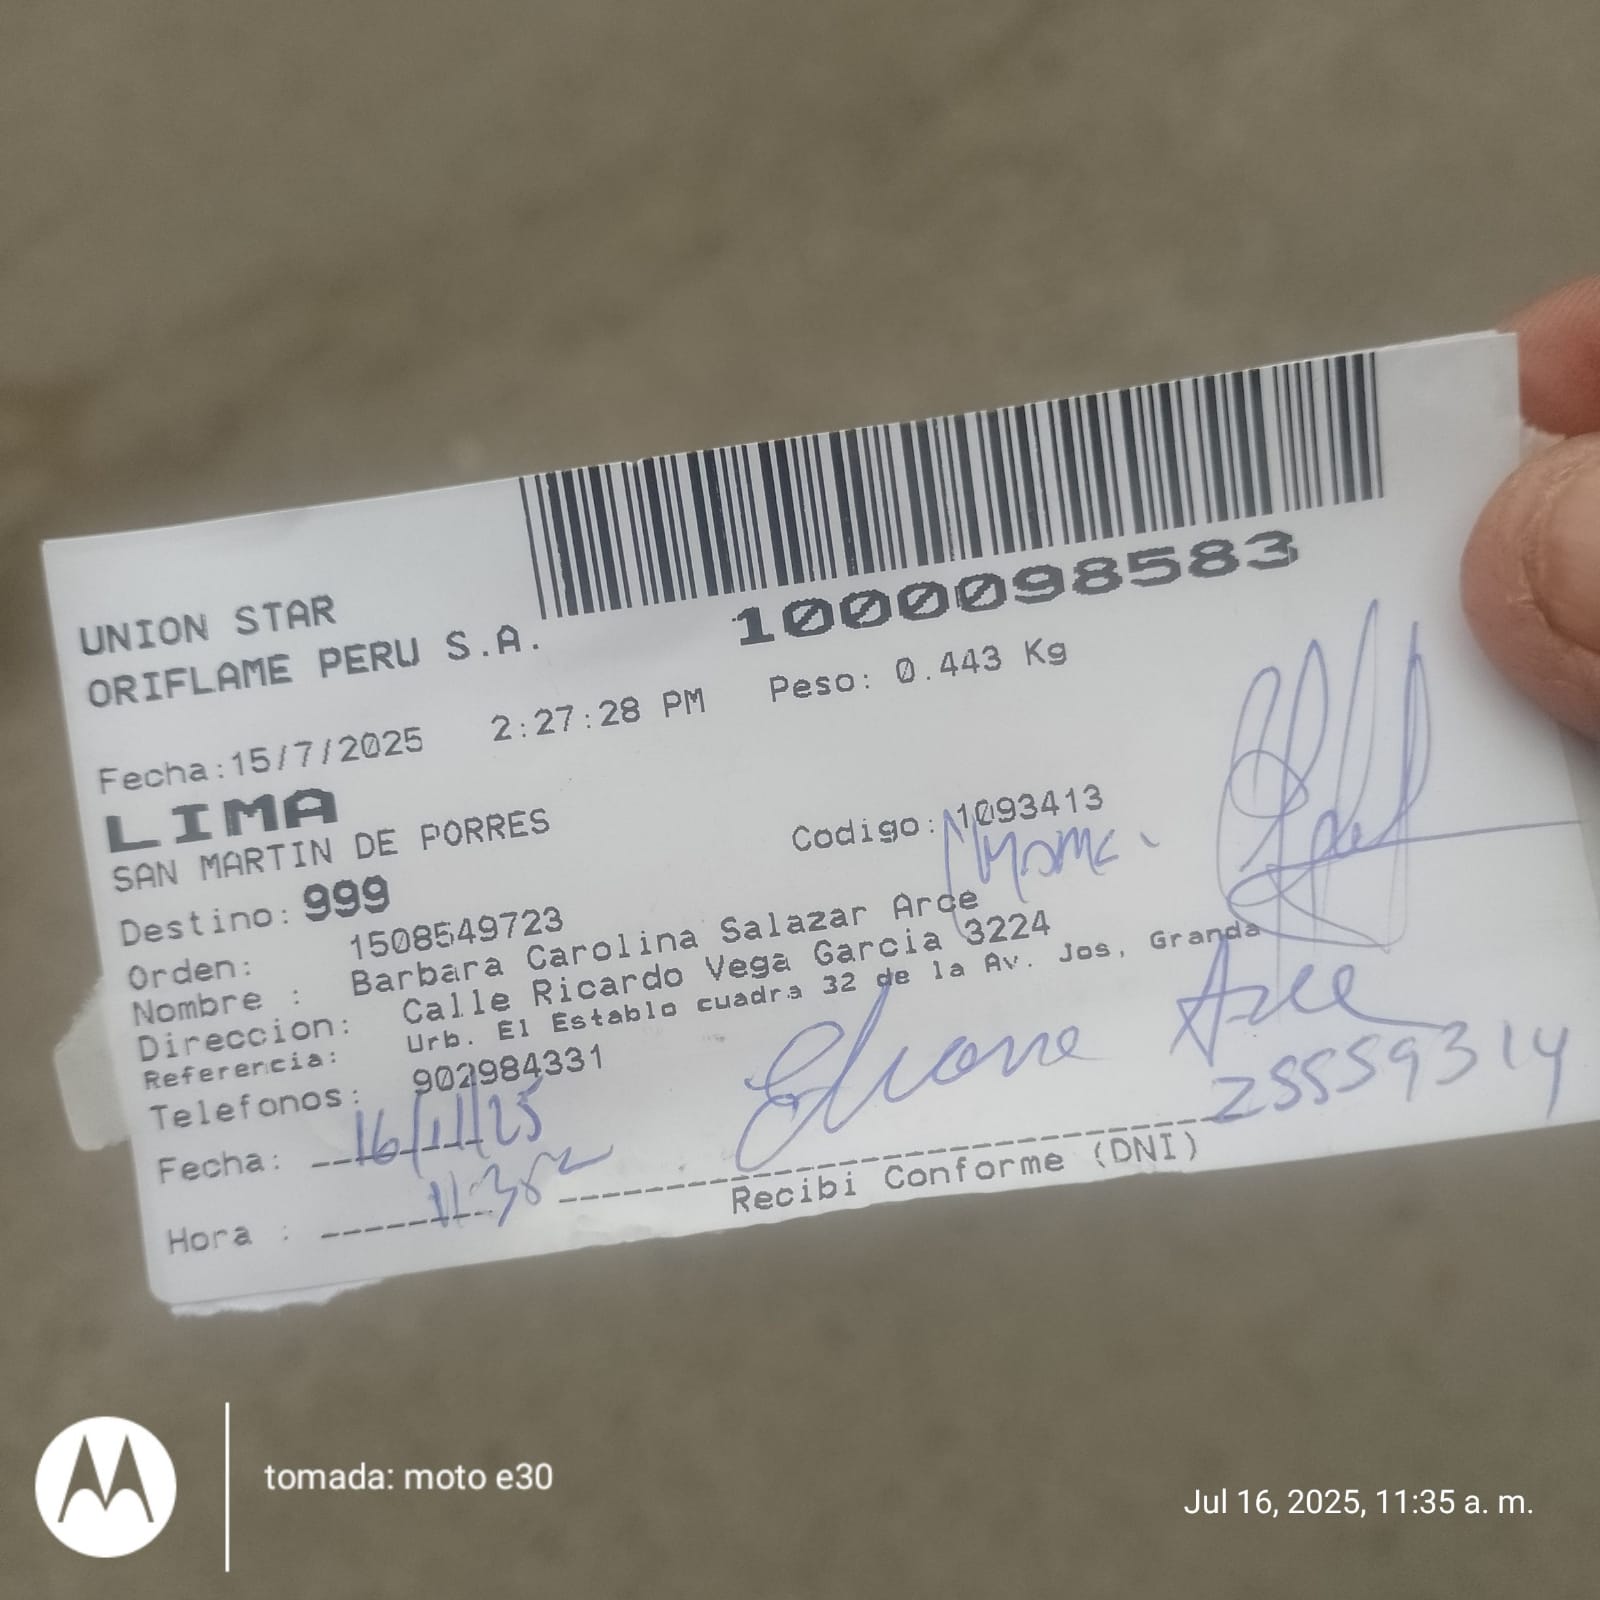 1000098583
UNION STAR
ORIFLAME PERU S.A.
Fecha:15/7/2025 2:27:28 PM Peso: 0.443 Kg
LIMA
SAN MARTIN DE PORRES Codigo: 1093413
Destino: 999
Orden: 1508549723
Nombre : Barbara Carolina Salazar Arce
Direccion: Calle Ricardo Vega Garcia 3224
Referencia: Urb. El Establo cuadra 32 de la Av. Jos, Granda
Telefonos: 902984331
Arce
25559314
Fecha: 16/
Hora : 11:35
Recibi Conforme (DNI)
tomada: moto e30
Jul 16, 2025, 11:35 a. m.